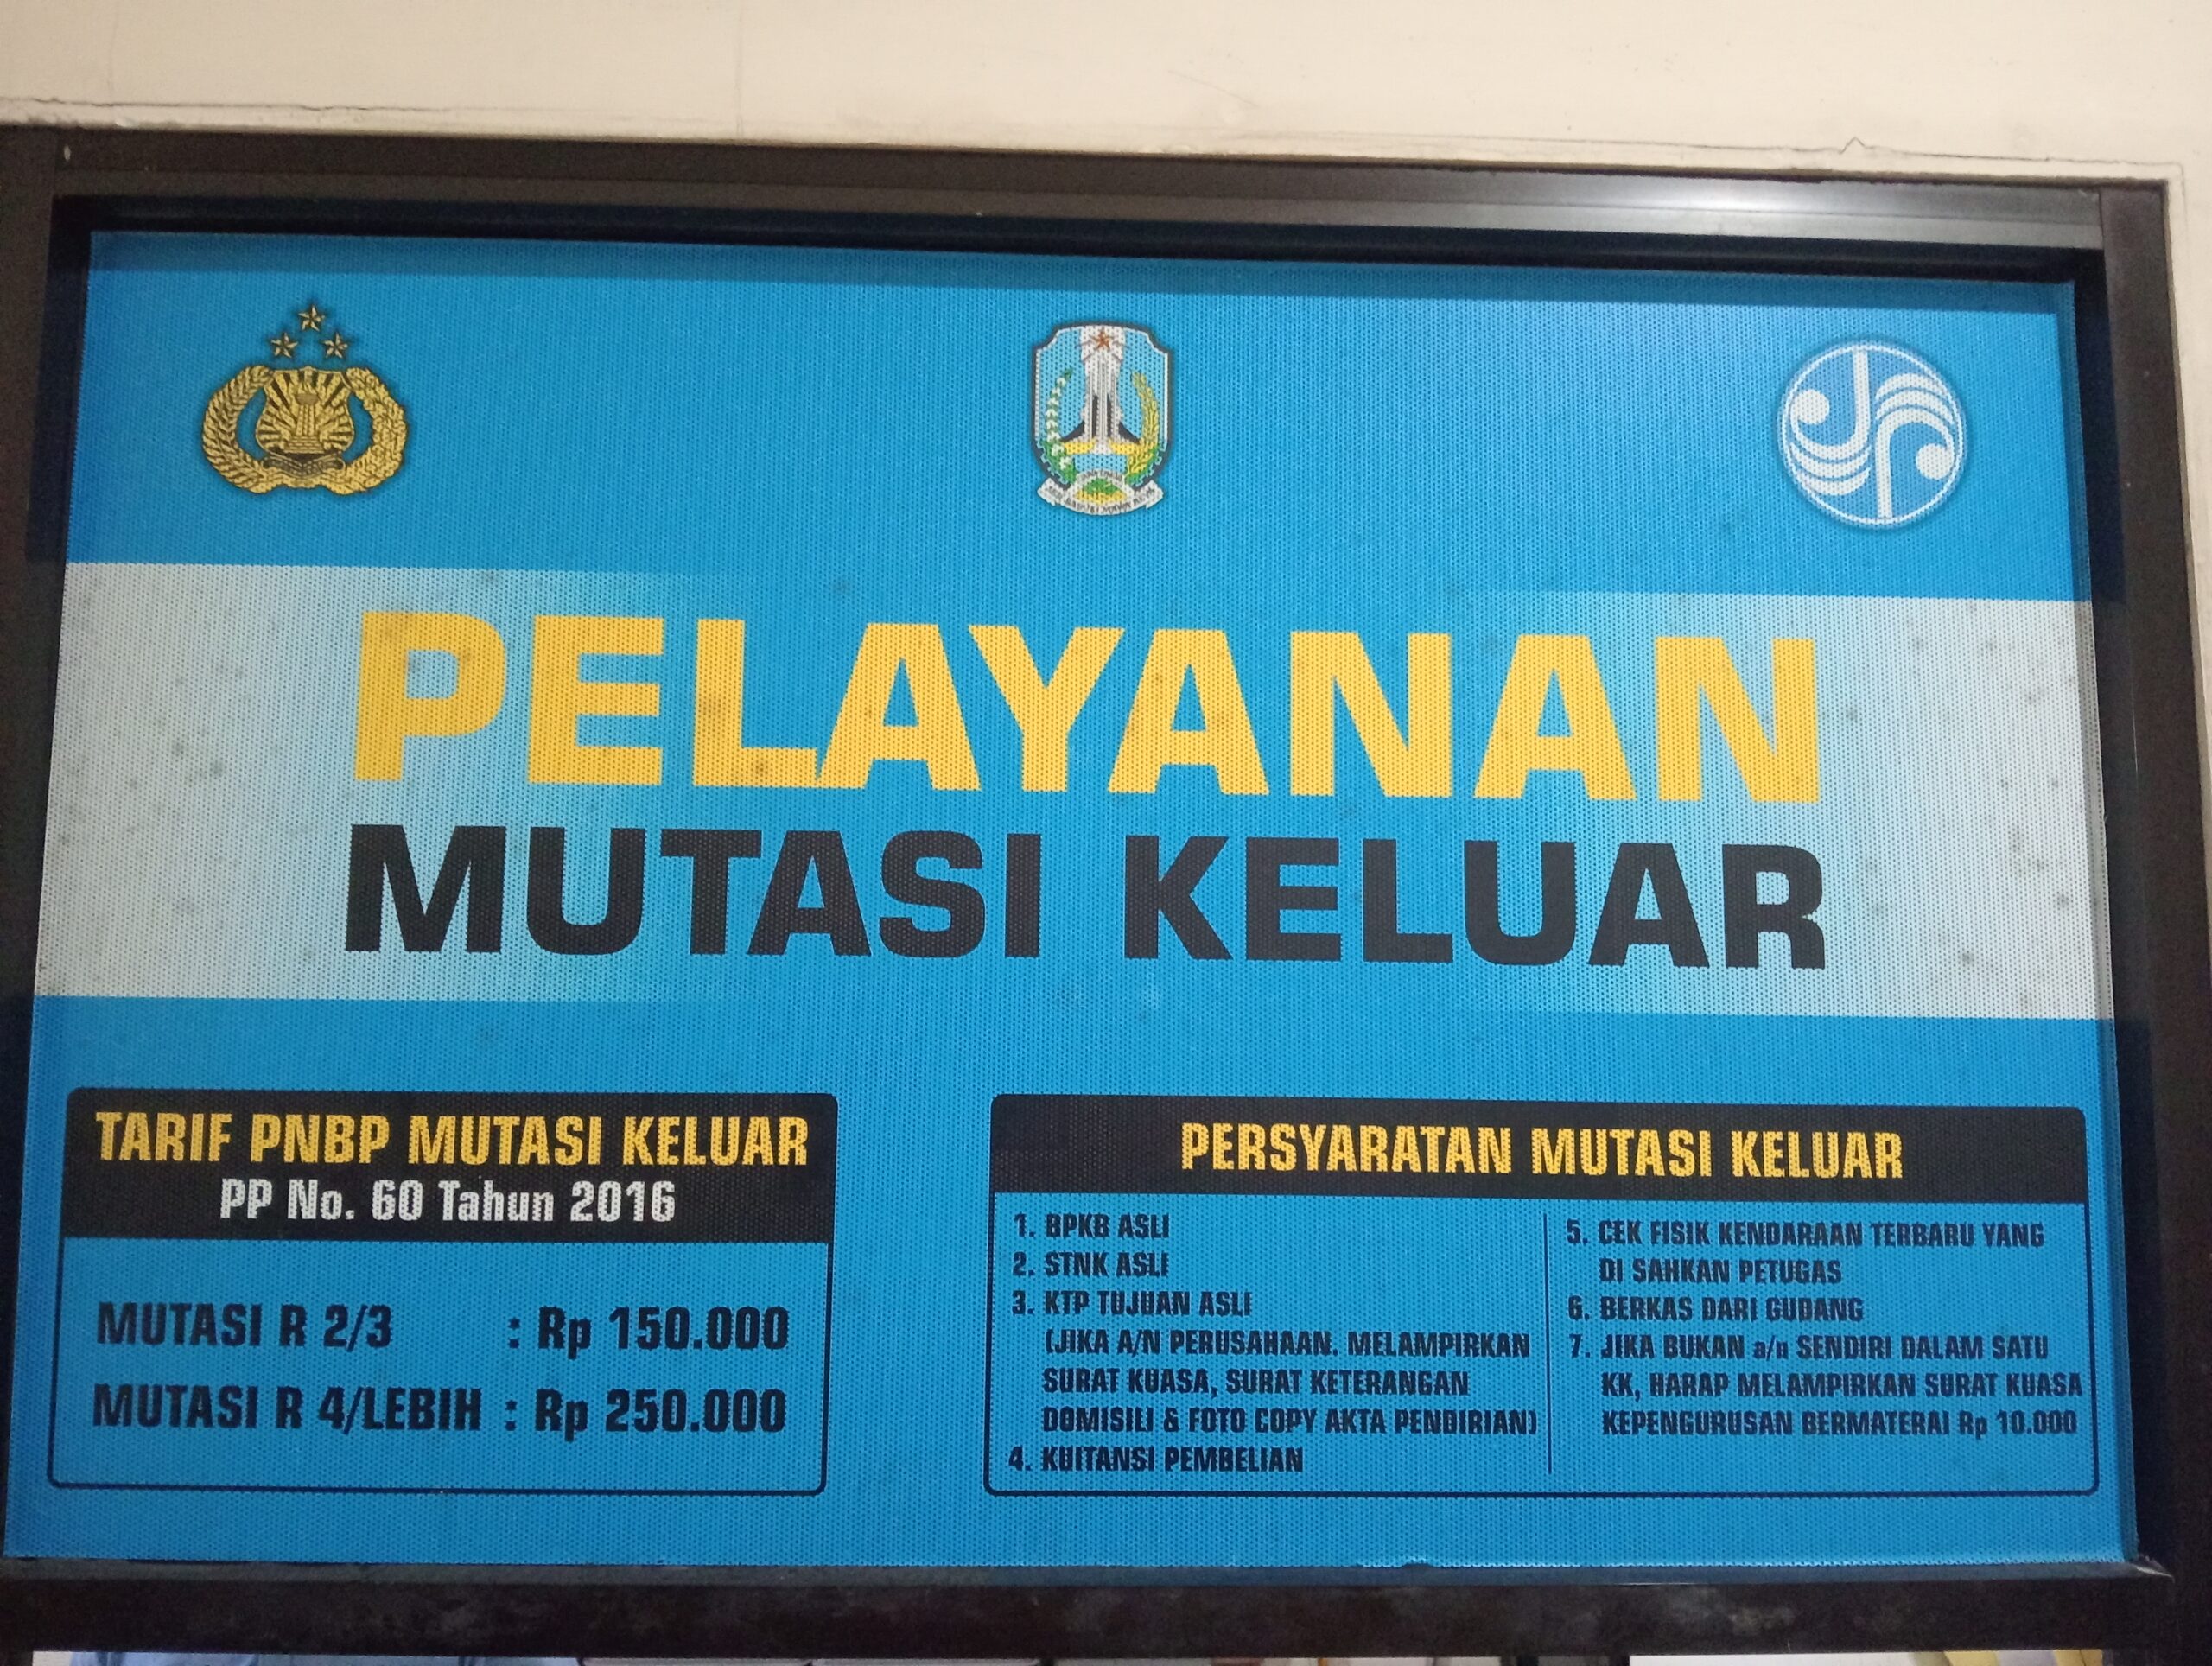 PELAYANAN
MUTASI KELUAR
TARIF PNBP MUTASI KELUAR
PP No. 60 Tahun 2016
MUTASI R 2/3 : Rp 150.000
MUTASI R 4/LEBIH : Rp 250.000
PERSYARATAN MUTASI KELUAR
1. BPKB ASLI
2. STNK ASLI
3. KTP TUJUAN ASLI
(JIKA A/N PERUSAHAAN. MELAMPIRKAN
SURAT KUASA, SURAT KETERANGAN
DOMISILI & FOTO COPY AKTA PENDIRIAN)
4. KUITANSI PEMBELIAN
5. CEK FISIK KENDARAAN TERBARU YANG
DI SAHKAN PETUGAS
6. BERKAS DARI GUDANG
7. JIKA BUKAN a/n SENDIRI DALAM SATU
KK, HARAP MELAMPIRKAN SURAT KUASA
KEPENGURUSAN BERMATERAI Rp 10.000